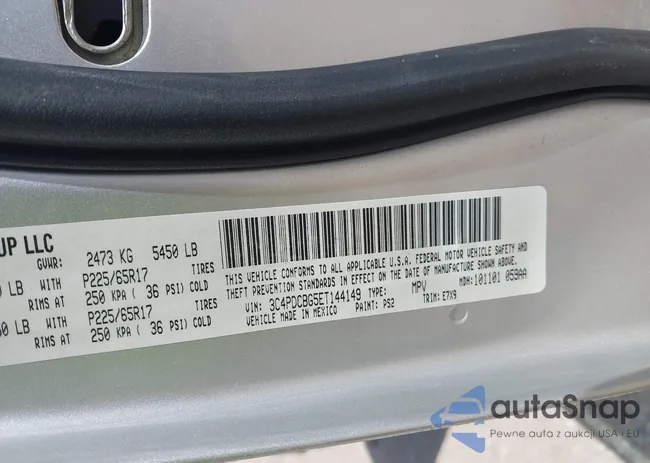 UP LLC
GVWR: 2473 KG 5450 LB
LB P225/65R17 TIRES
RIMS AT 250 KPA ( 36 PSI) COLD
LB P225/65R17 TIRES
RIMS AT 250 KPA ( 36 PSI) COLD
THIS VEHICLE CONFORMS TO ALL APPLICABLE U.S.A. FEDERAL MOTOR VEHICLE SAFETY AND
THEFT PREVENTION STANDARDS IN EFFECT ON THE DATE OF MANUFACTURE SHOWN ABOVE.
VIN: 3C4PDCBG5ET144149 TYPE: MPV MDH: 101101 059AA
VEHICLE MADE IN MEXICO PAINT: PS2 TRIM: E7X9
autaSnap
Pewne auta z aukcji USA i EU